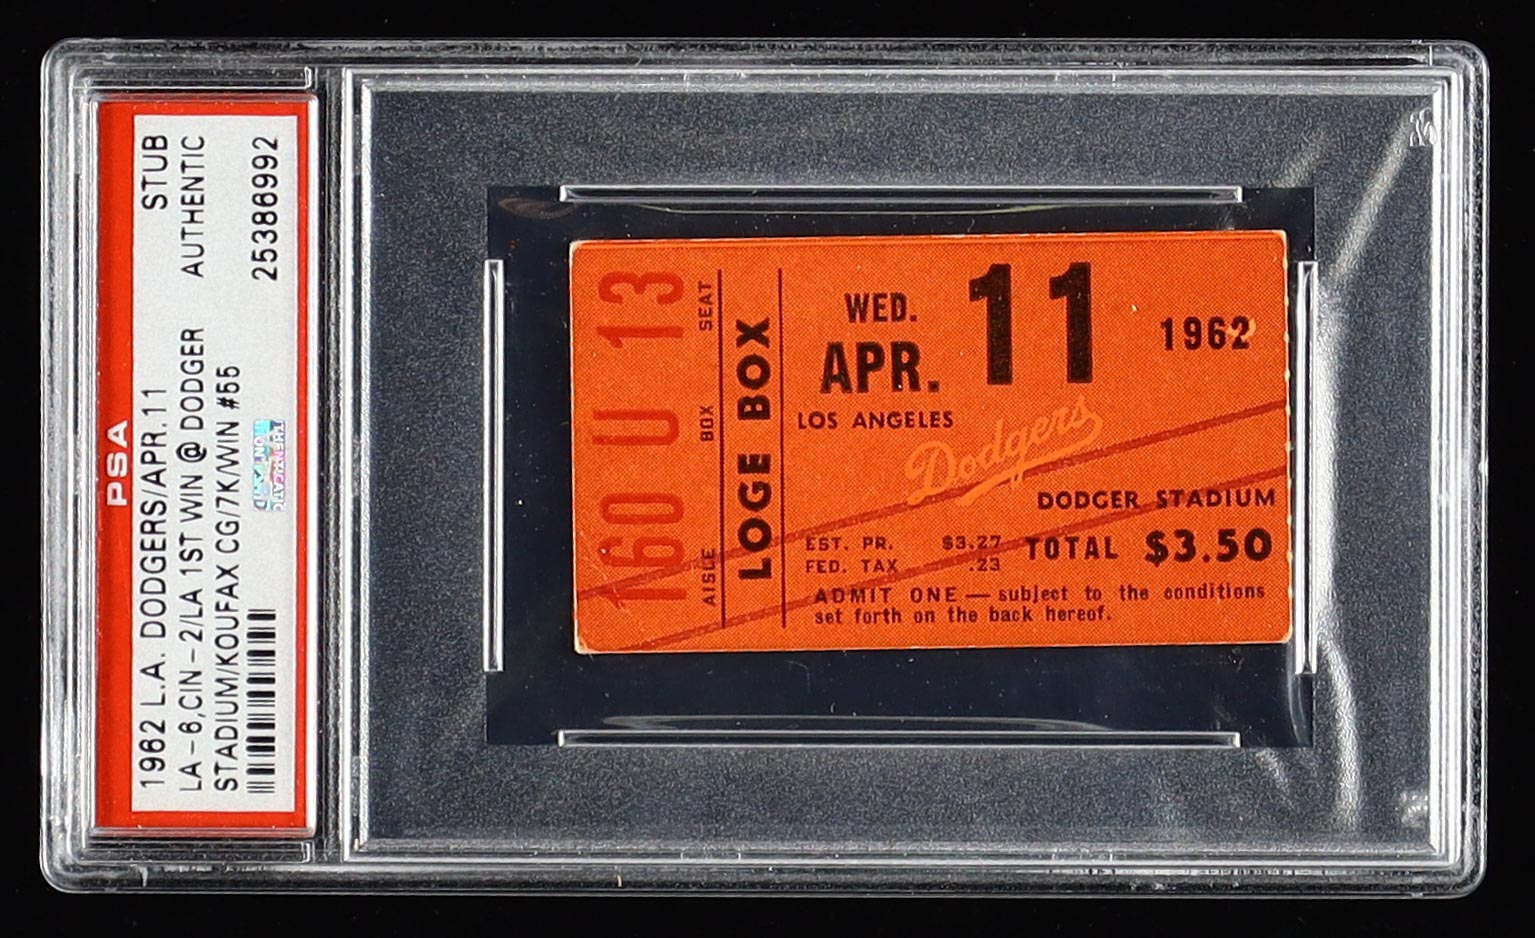 PSA
1962 L.A. DODGERS/APR.11 STUB
LA-6,CIN-2/LA 1ST WIN @ DODGER AUTHENTIC
STADIUM/KOUFAX CG/7K/WIN #55
25386992
160 U 13
AISLE BOX SEAT
LOGE BOX
WED.
APR. 11 1962
LOS ANGELES
Dodgers
DODGER STADIUM
EST. PR. $3.27
FED. TAX .23
TOTAL $3.50
ADMIT ONE — subject to the conditions
set forth on the back hereof.